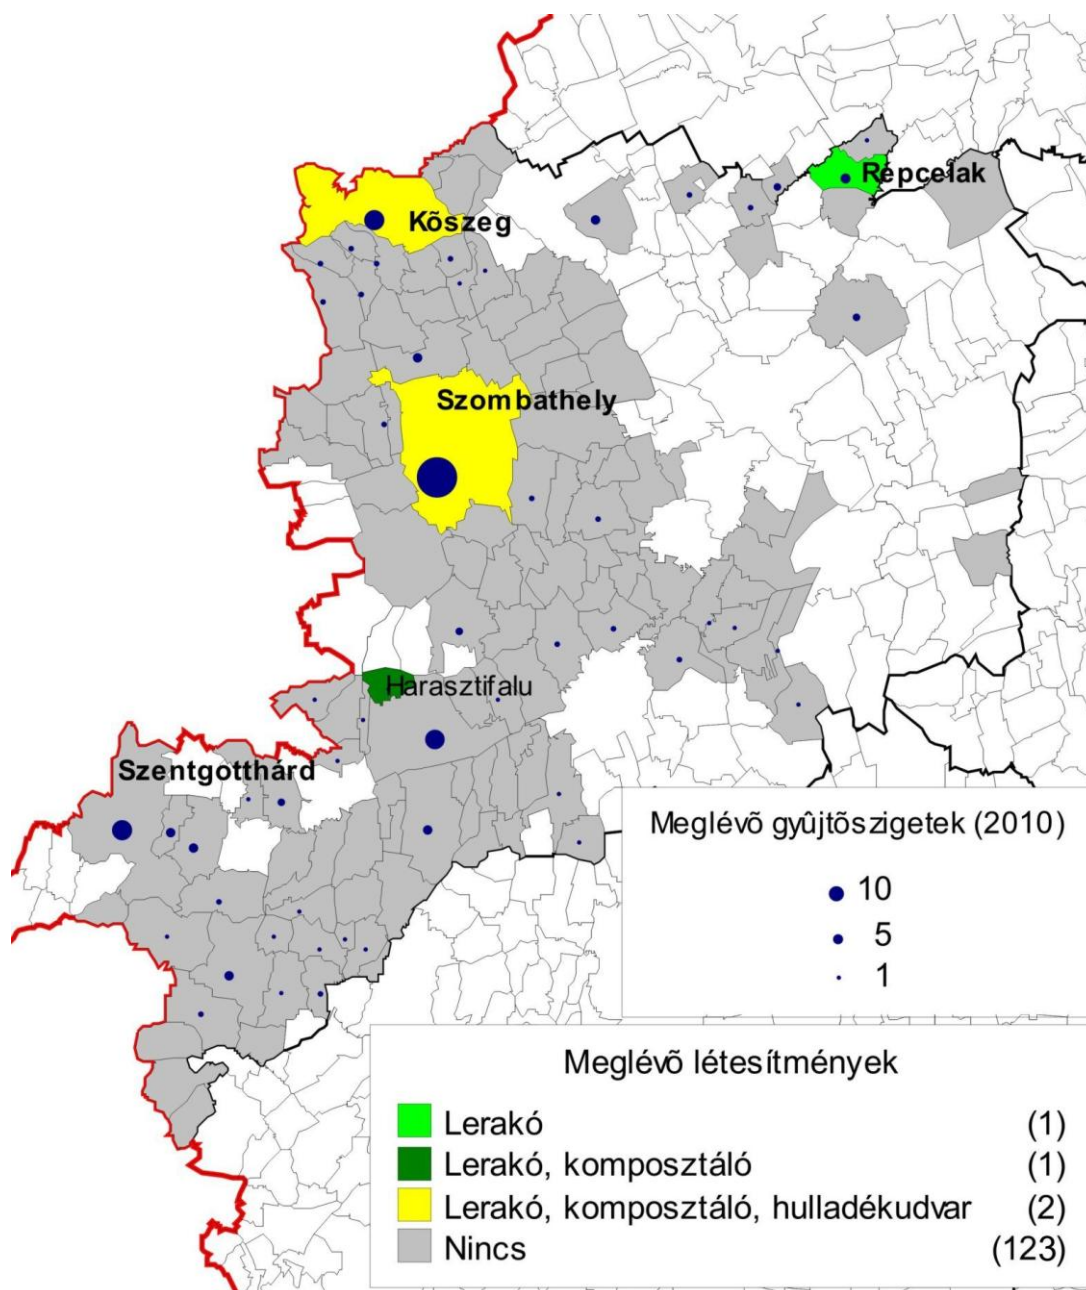 Répcelak
Kõszeg
Szombathely
Harasztifalu
Szentgotthárd
Meglévõ gyûjtõszigetek (2010)
10
5
1
Meglévõ létesítmények
Lerakó (1)
Lerakó, komposztáló (1)
Lerakó, komposztáló, hulladékudvar (2)
Nincs (123)